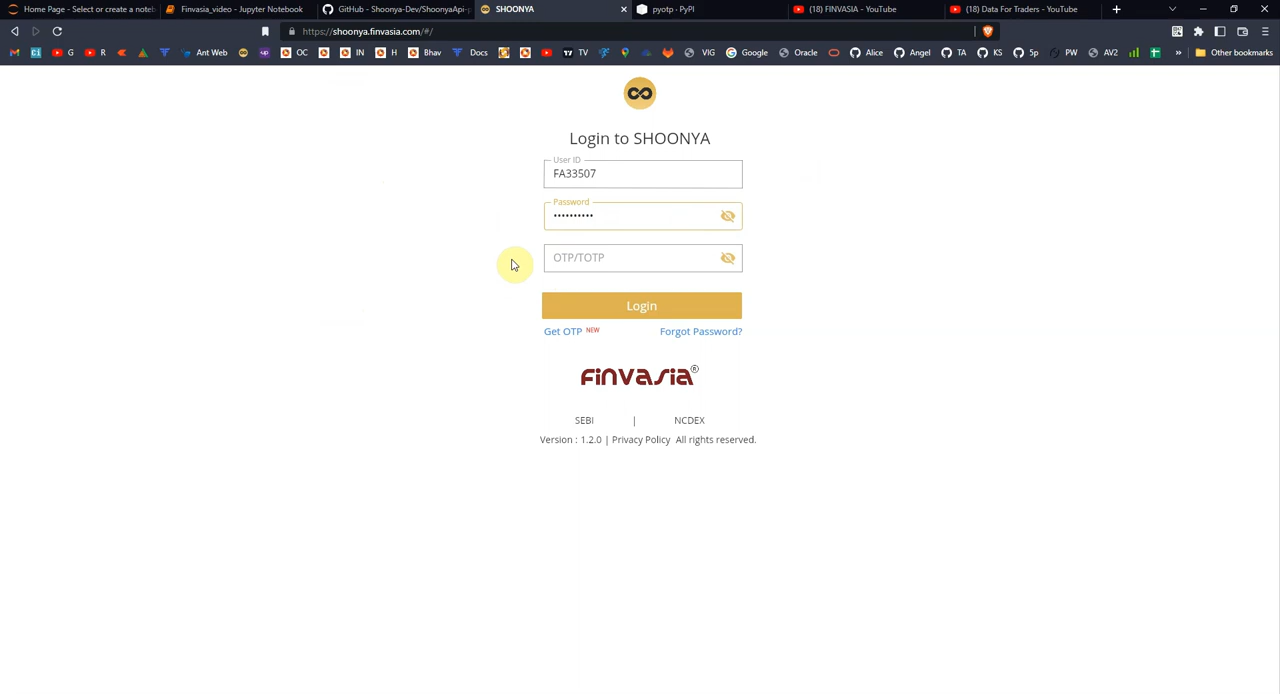 Home Page - Select or create a noteb
Finvasia_video - Jupyter Notebook
GitHub - Shoonya-Dev/ShoonyaApi-p
SHOONYA
pyotp · PyPI
(18) FINVASIA - YouTube
(18) Data For Traders - YouTube
https://shoonya.finvasia.com/#/
G R Ant Web OC IN H Bhav Docs TV VIG Google Oracle Alice Angel TA KS 5p PW AV2 » Other bookmarks
Login to SHOONYA
User ID
FA33507
Password
••••••••••
OTP/TOTP
Login
Get OTP NEW Forgot Password?
Finvasia®
SEBI | NCDEX
Version : 1.2.0 | Privacy Policy All rights reserved.